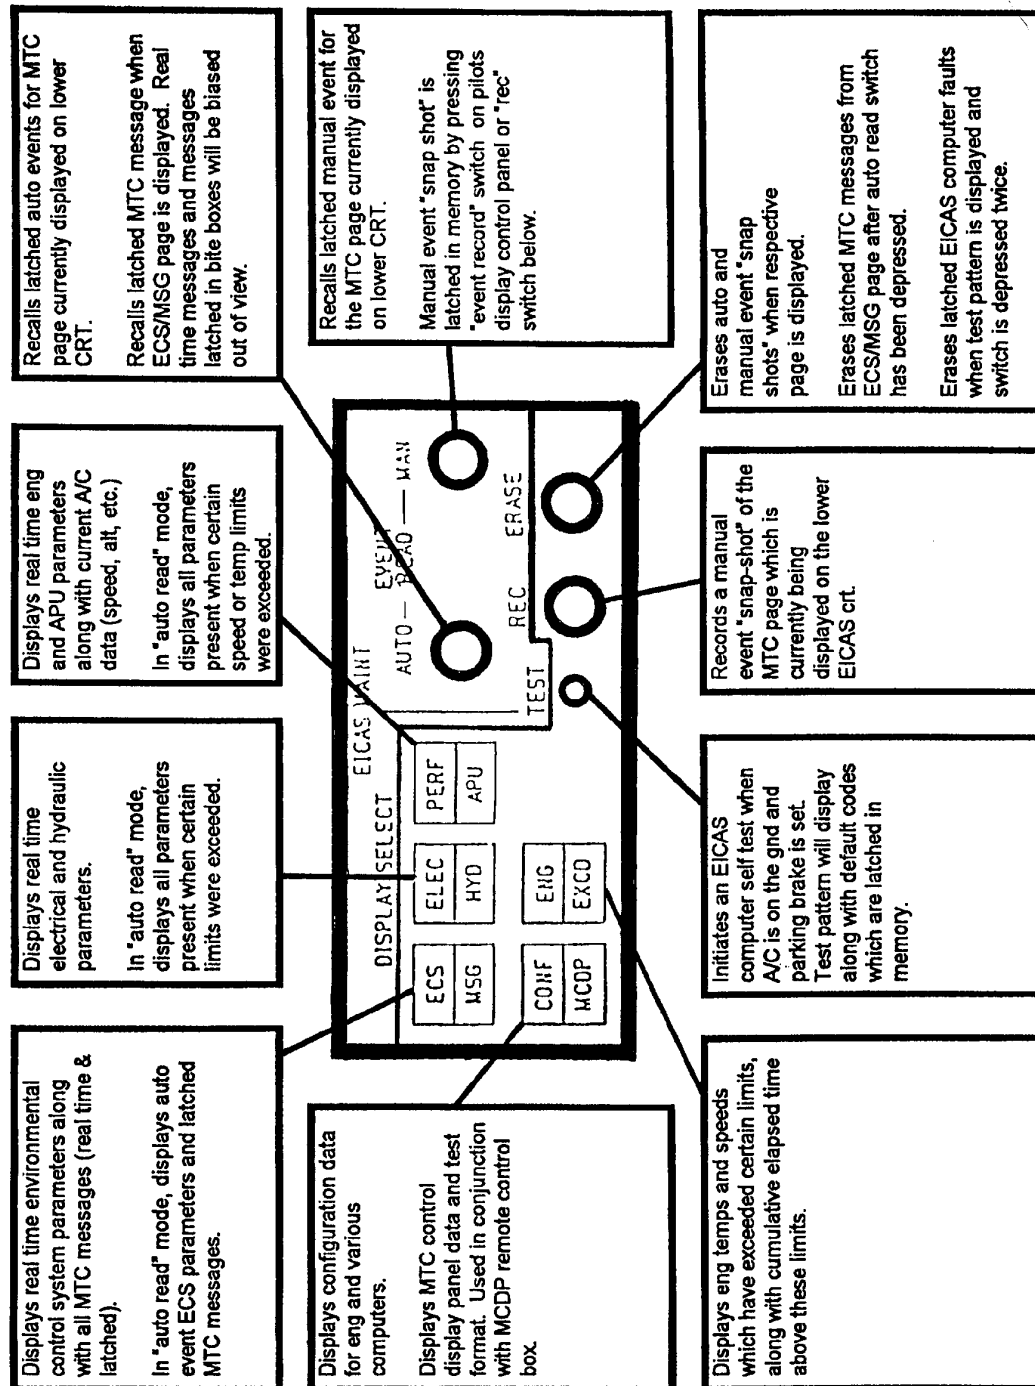 Displays real time environmental
control system parameters along
with all MTC messages (real time &
latched).
In "auto read" mode, displays auto
event ECS parameters and latched
MTC messages.
Displays real time
electrical and hydraulic
parameters.
In "auto read" mode,
displays all parameters
present when certain
limits were exceeded.
Displays real time eng
and APU parameters
along with current A/C
data (speed, alt, etc.)
In "auto read" mode,
displays all parameters
present when certain
speed or temp limits
were exceeded.
Recalls latched auto events for MTC
page currently displayed on lower
CRT.
Recalls latched MTC message when
ECS/MSG page is displayed. Real
time messages and messages
latched in bite boxes will be biased
out of view.
Displays configuration data
for eng and various
computers.
Displays MTC control
display panel data and test
format. Used in conjunction
with MCDP remote control
box.
EICAS MAINT
DISPLAY SELECT
EVENT
AUTO — READ — MAN
ECS
MSG
ELEC
HYD
PERF
APU
CONF
MCDP
ENG
EXCD
TEST
REC
ERASE
Recalls latched manual event for
the MTC page currently displayed
on lower CRT.
Manual event "snap shot" is
latched in memory by pressing
"event record" switch on pilots
display control panel or "rec"
switch below.
Displays eng temps and speeds
which have exceeded certain limits,
along with cumulative elapsed time
above these limits.
Initiates an EICAS
computer self test when
A/C is on the gnd and
parking brake is set.
Test pattern will display
along with default codes
which are latched in
memory.
Records a manual
event "snap-shot" of the
MTC page which is
currently being
displayed on the lower
EICAS crt.
Erases auto and
manual event "snap
shots" when respective
page is displayed.
Erases latched MTC messages from
ECS/MSG page after auto read switch
has been depressed.
Erases latched EICAS computer faults
when test pattern is displayed and
switch is depressed twice.